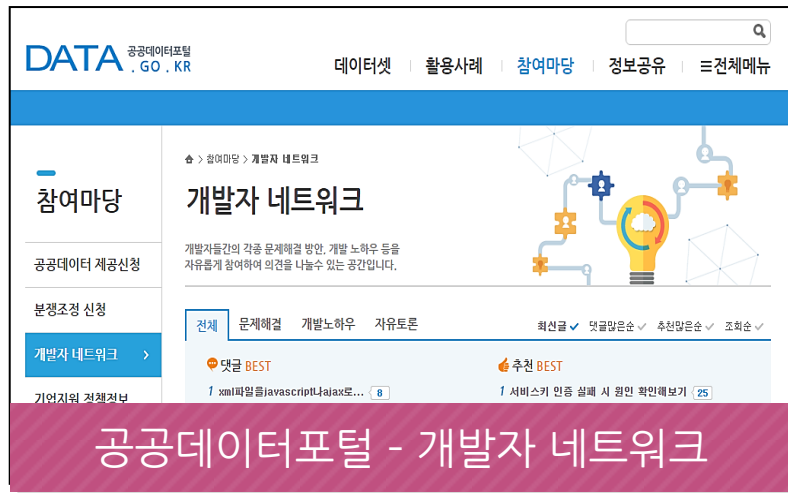 DATA 공공데이터포털
. GO . KR
데이터셋 활용사례 참여마당 정보공유 ☰전체메뉴
> 참여마당 > 개발자 네트워크
참여마당
개발자 네트워크
개발자들간의 각종 문제해결 방안, 개발 노하우 등을
자유롭게 참여하여 의견을 나눌수 있는 공간입니다.
공공데이터 제공신청
분쟁조정 신청
개발자 네트워크 >
기업지원 정책정보
전체 문제해결 개발노하우 자유토론 최신글 댓글많은순 추천많은순 조회순
댓글 BEST 추천 BEST
1 xml파일을javascript나ajax로... 8 1 서비스키 인증 실패 시 원인 확인해보기 25
공공데이터포털 - 개발자 네트워크